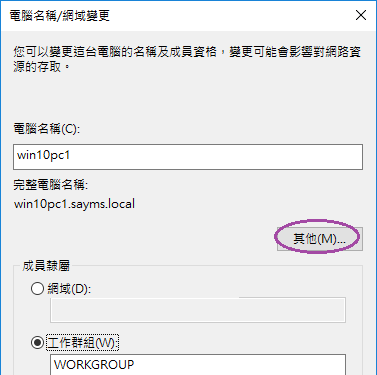 電腦名稱/網域變更
您可以變更這台電腦的名稱及成員資格，變更可能會影響對網路資
源的存取。
電腦名稱(C):
win10pc1
完整電腦名稱:
win10pc1.sayms.local
其他(M)...
成員隸屬
網域(D):
工作群組(W):
WORKGROUP